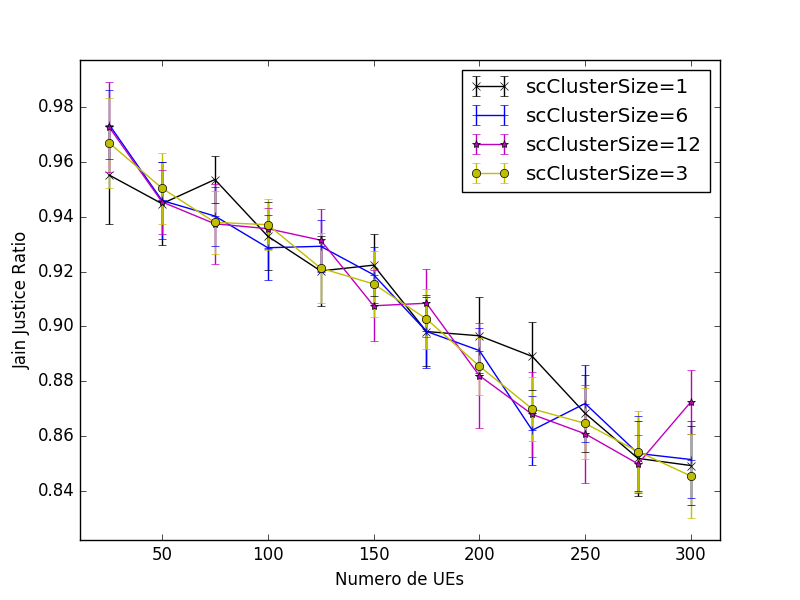 scClusterSize=1
scClusterSize=6
scClusterSize=12
scClusterSize=3
0.98
0.96
0.94
0.92
0.90
0.88
0.86
0.84
Jain Justice Ratio
50 100 150 200 250 300
Numero de UEs